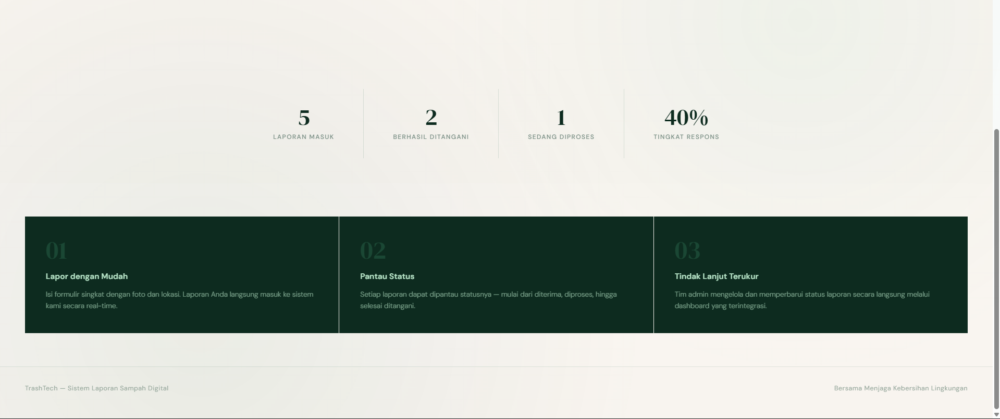 5
LAPORAN MASUK
2
BERHASIL DITANGANI
1
SEDANG DIPROSES
40%
TINGKAT RESPONS
01
Lapor dengan Mudah
Isi formulir singkat dengan foto dan lokasi. Laporan Anda langsung masuk ke sistem
kami secara real-time.
02
Pantau Status
Setiap laporan dapat dipantau statusnya — mulai dari diterima, diproses, hingga
selesai ditangani.
03
Tindak Lanjut Terukur
Tim admin mengelola dan memperbarui status laporan secara langsung melalui
dashboard yang terintegrasi.
TrashTech — Sistem Laporan Sampah Digital
Bersama Menjaga Kebersihan Lingkungan